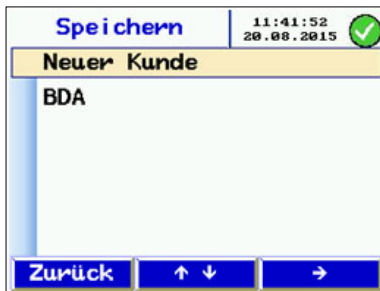 Speichern
11:41:52
20.08.2015
Neuer Kunde
BDA
Zurück ↑ ↓ →